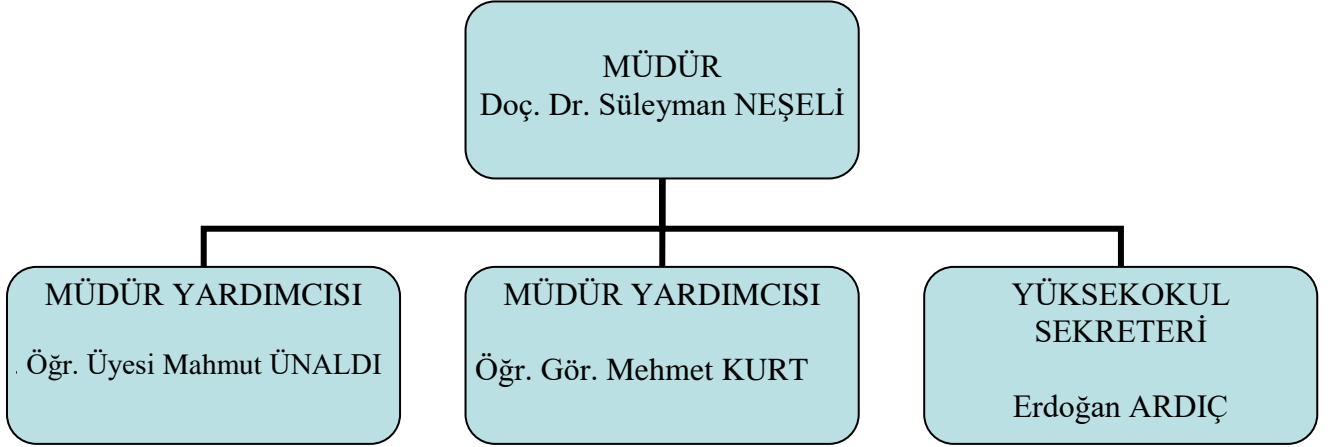 MÜDÜR
Doç. Dr. Süleyman NEŞELİ
MÜDÜR YARDIMCISI
. Öğr. Üyesi Mahmut ÜNALDI
MÜDÜR YARDIMCISI
Öğr. Gör. Mehmet KURT
YÜKSEKOKUL
SEKRETERİ
Erdoğan ARDIÇ